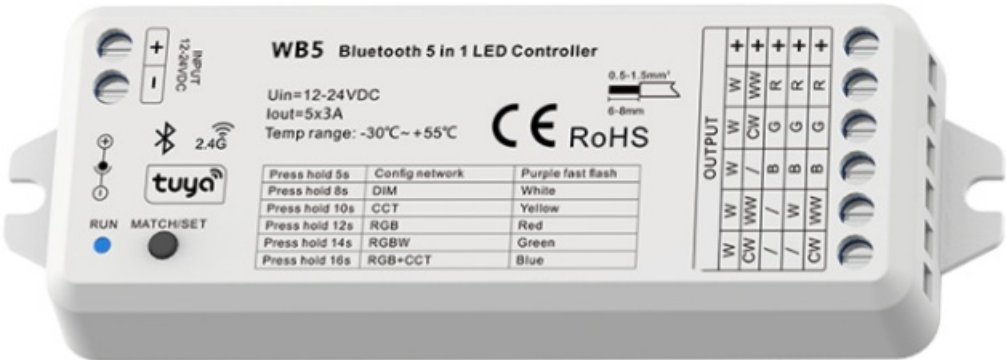 WB5 Bluetooth 5 in 1 LED Controller
+
-
INPUT
12-24VDC
Uin=12-24VDC
Iout=5x3A
Temp range: -30℃~+55℃
CE RoHS
0.5-1.5mm²
6-8mm
2.4G
tuya
RUN MATCH/SET
Press hold 5s Config network Purple fast flash
Press hold 8s DIM White
Press hold 10s CCT Yellow
Press hold 12s RGB Red
Press hold 14s RGBW Green
Press hold 16s RGB+CCT Blue
OUTPUT
+ + + + +
W WW R R R
W CW G G G
W / B B B
W WW / W WW
W CW / / CW